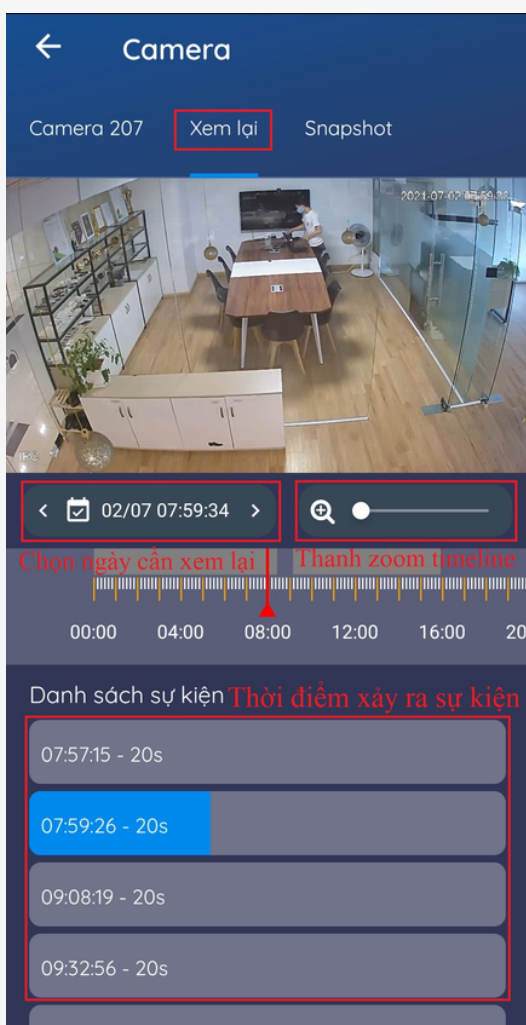 Camera
Camera 207 Xem lại Snapshot
02/07 07:59:34
Chọn ngày cần xem lại Thanh zoom timeline
00:00 04:00 08:00 12:00 16:00 20
Danh sách sự kiện Thời điểm xảy ra sự kiện
07:57:15 - 20s
07:59:26 - 20s
09:08:19 - 20s
09:32:56 - 20s